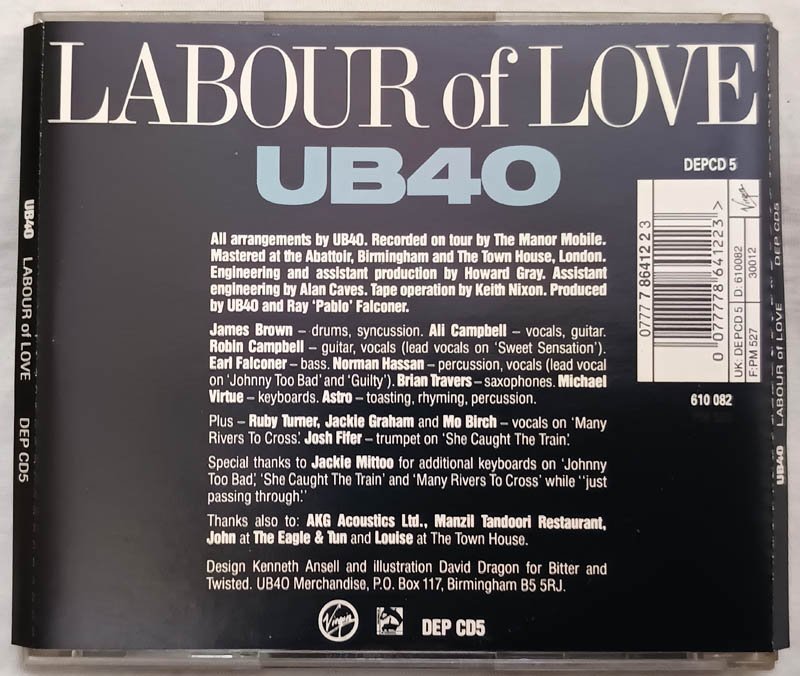 LABOUR of LOVE
UB40
DEPCD 5
All arrangements by UB40. Recorded on tour by The Manor Mobile.
Mastered at the Abattoir, Birmingham and The Town House, London.
Engineering and assistant production by Howard Gray. Assistant
engineering by Alan Caves. Tape operation by Keith Nixon. Produced
by UB40 and Ray 'Pablo' Falconer.
James Brown – drums, syncussion. Ali Campbell – vocals, guitar.
Robin Campbell – guitar, vocals (lead vocals on 'Sweet Sensation').
Earl Falconer – bass. Norman Hassan – percussion, vocals (lead vocal
on 'Johnny Too Bad' and 'Guilty'). Brian Travers – saxophones. Michael
Virtue – keyboards. Astro – toasting, rhyming, percussion.
Plus – Ruby Turner, Jackie Graham and Mo Birch – vocals on 'Many
Rivers To Cross'. Josh Fifer – trumpet on 'She Caught The Train'.
Special thanks to Jackie Mittoo for additional keyboards on 'Johnny
Too Bad', 'She Caught The Train' and 'Many Rivers To Cross' while "just
passing through."
Thanks also to: AKG Acoustics Ltd., Manzil Tandoori Restaurant,
John at The Eagle & Tun and Louise at The Town House.
Design Kenneth Ansell and illustration David Dragon for Bitter and
Twisted. UB40 Merchandise, P.O. Box 117, Birmingham B5 5RJ.
Virgin
DEP CD5
07777 8641223
0 077778 641223 >
UK: DEPCD 5 D: 610082
F:PM 527 30012
Virgin
610 082
UB40 LABOUR of LOVE DEP CD5
UB40 LABOUR of LOVE DEP CD5